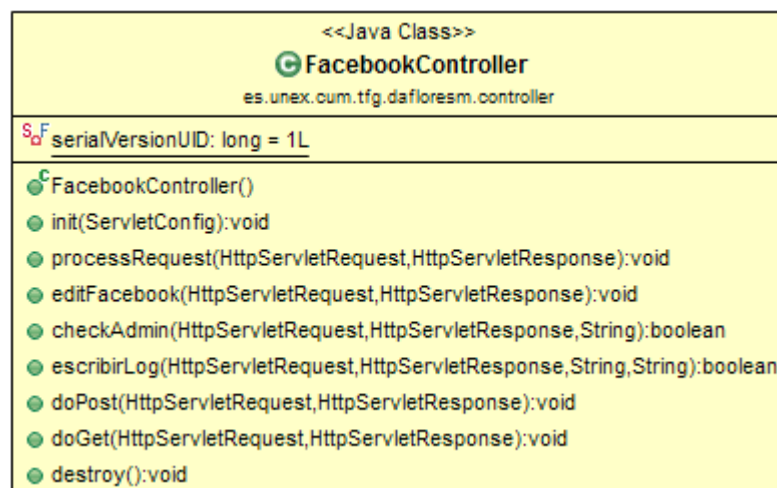 <<Java Class>>
C FacebookController
es.unex.cum.tfg.dafloresm.controller
S F serialVersionUID: long = 1L
C FacebookController()
init(ServletConfig):void
processRequest(HttpServletRequest,HttpServletResponse):void
editFacebook(HttpServletRequest,HttpServletResponse):void
checkAdmin(HttpServletRequest,HttpServletResponse,String):boolean
escribirLog(HttpServletRequest,HttpServletResponse,String,String):boolean
doPost(HttpServletRequest,HttpServletResponse):void
doGet(HttpServletRequest,HttpServletResponse):void
destroy():void